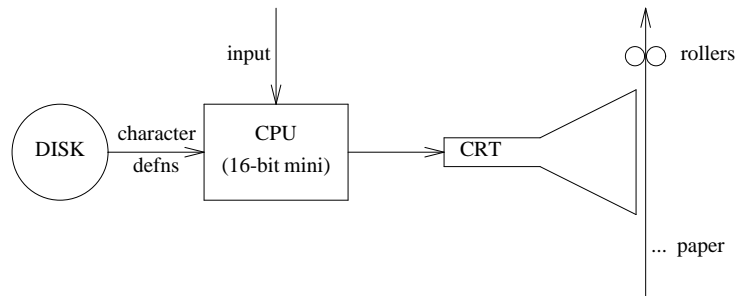 input
rollers
DISK
character
defns
CPU
(16-bit mini)
CRT
... paper